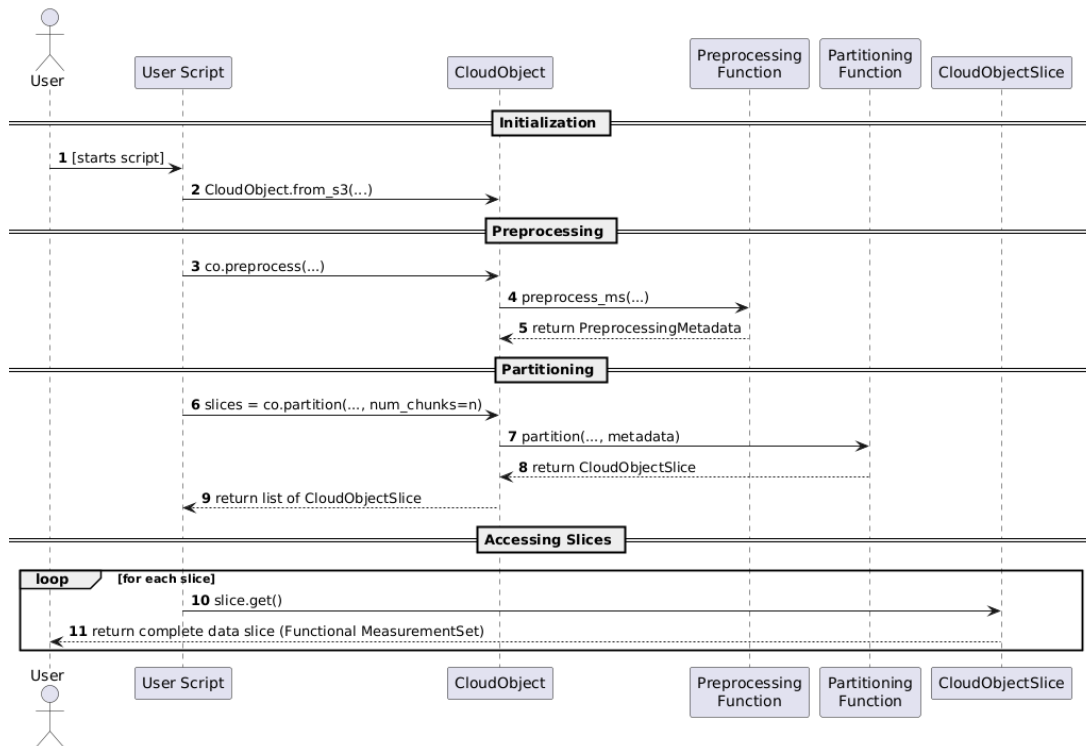 User
User Script
CloudObject
Preprocessing
Function
Partitioning
Function
CloudObjectSlice
Initialization
1 [starts script]
2 CloudObject.from_s3(...)
Preprocessing
3 co.preprocess(...)
4 preprocess_ms(...)
5 return PreprocessingMetadata
Partitioning
6 slices = co.partition(..., num_chunks=n)
7 partition(..., metadata)
8 return CloudObjectSlice
9 return list of CloudObjectSlice
Accessing Slices
loop [for each slice]
10 slice.get()
11 return complete data slice (Functional MeasurementSet)
User
User Script
CloudObject
Preprocessing
Function
Partitioning
Function
CloudObjectSlice